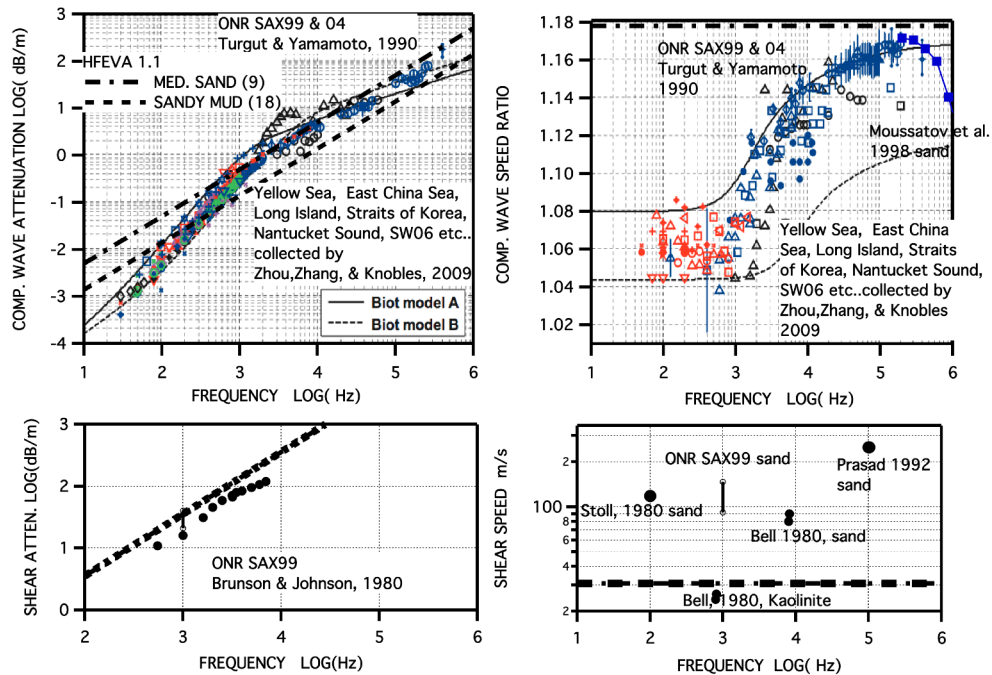 COMP. WAVE ATTENUATION LOG( dB/m)
3
2
1
0
-1
-2
-3
-4
ONR SAX99 & 04
Turgut & Yamamoto, 1990
HFEVA 1.1
MED. SAND (9)
SANDY MUD (18)
Yellow Sea, East China Sea,
Long Island, Straits of Korea,
Nantucket Sound, SW06 etc..
collected by
Zhou,Zhang, & Knobles, 2009
Biot model A
Biot model B
1 2 3 4 5 6
FREQUENCY LOG( Hz)
COMP. WAVE SPEED RATIO
1.18
1.16
1.14
1.12
1.10
1.08
1.06
1.04
1.02
ONR SAX99 & 04
Turgut & Yamamoto,
1990
Moussatov et al.
1998 sand
Yellow Sea, East China
Sea, Long Island, Straits
of Korea, Nantucket Sound,
SW06 etc..collected by
Zhou,Zhang, & Knobles
2009
1 2 3 4 5 6
FREQUENCY LOG( Hz)
SHEAR ATTEN. LOG(dB/m)
3
2
1
0
ONR SAX99
Brunson & Johnson, 1980
2 3 4 5 6
FREQUENCY LOG(Hz)
SHEAR SPEED m/s
2
100
8
6
4
2
ONR SAX99 sand
Prasad 1992
sand
Stoll, 1980 sand
Bell 1980, sand
Bell, 1980, Kaolinite
1 2 3 4 5 6
FREQUENCY LOG(Hz)